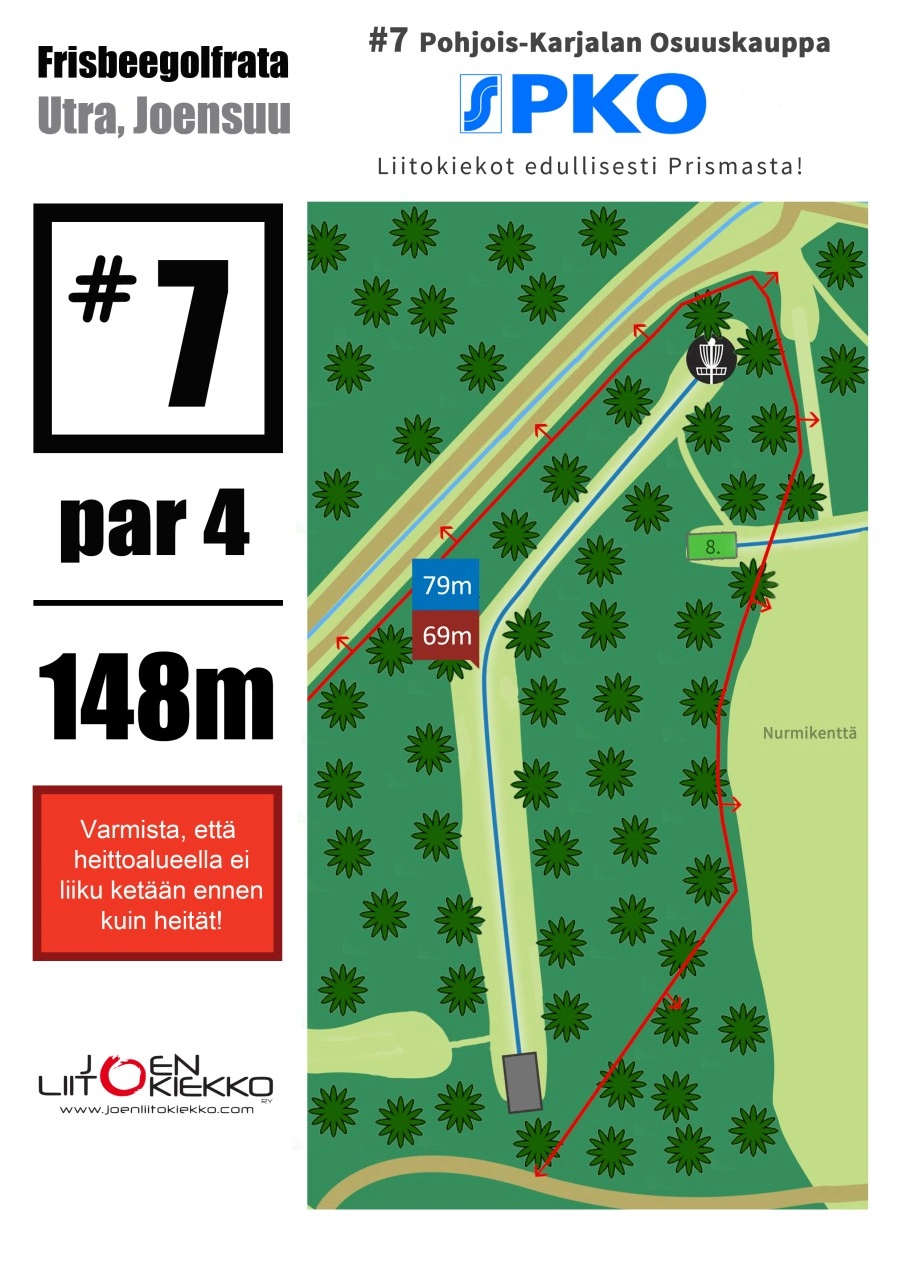 Frisbeegolfrata
Utra, Joensuu
#7 Pohjois-Karjalan Osuuskauppa
PKO
Liitokiekot edullisesti Prismasta!
#7
par 4
148m
Varmista, että
heittoalueella ei
liiku ketään ennen
kuin heität!
JOEN
LIITOKIEKKO
RY
www.joenliitokiekko.com
8.
79m
69m
Nurmikenttä